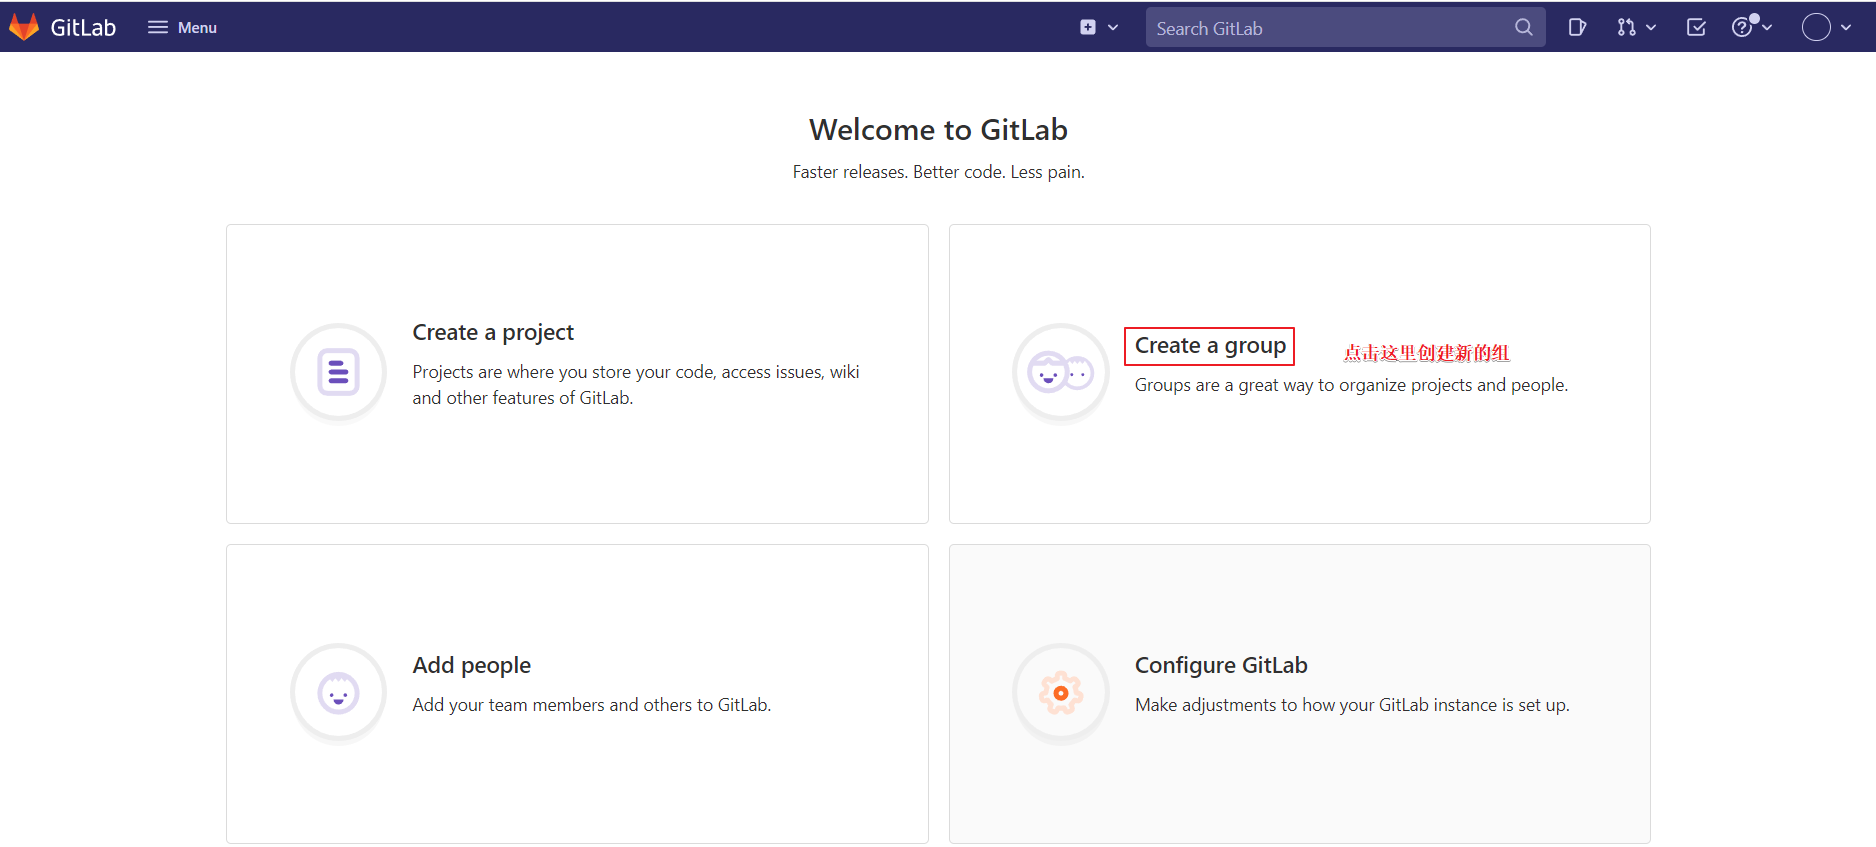 GitLab
Menu
Search GitLab
Welcome to GitLab
Faster releases. Better code. Less pain.
Create a project
Projects are where you store your code, access issues, wiki
and other features of GitLab.
Create a group
点击这里创建新的组
Groups are a great way to organize projects and people.
Add people
Add your team members and others to GitLab.
Configure GitLab
Make adjustments to how your GitLab instance is set up.